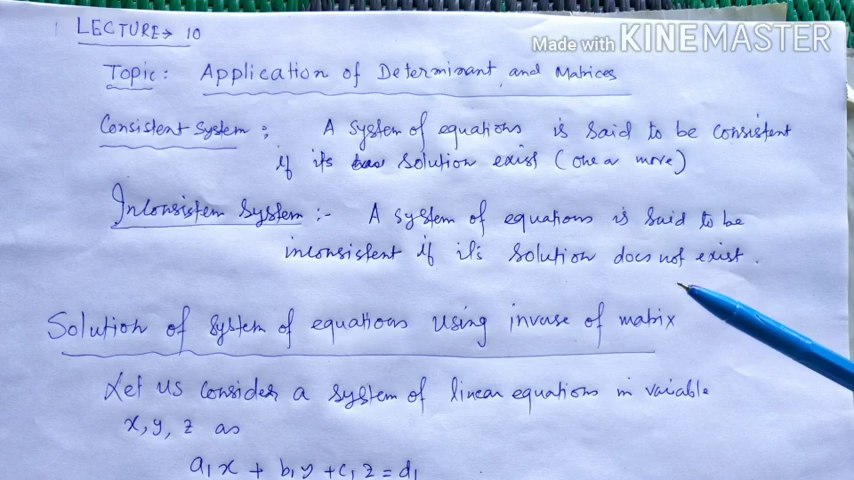 LECTURE→ 10
Made with KINEMASTER
Topic: Application of Determinant and Matrices
Consistent System : A system of equations is said to be consistent
if its solution exist (one or more)
Inconsistem System :- A system of equations is said to be
inconsistent if it's solution does not exist.
Solution of system of equations using inverse of matrix
Let us consider a system of linear equations in variable
x, y, z as
a₁x + b₁y + c₁z = d₁